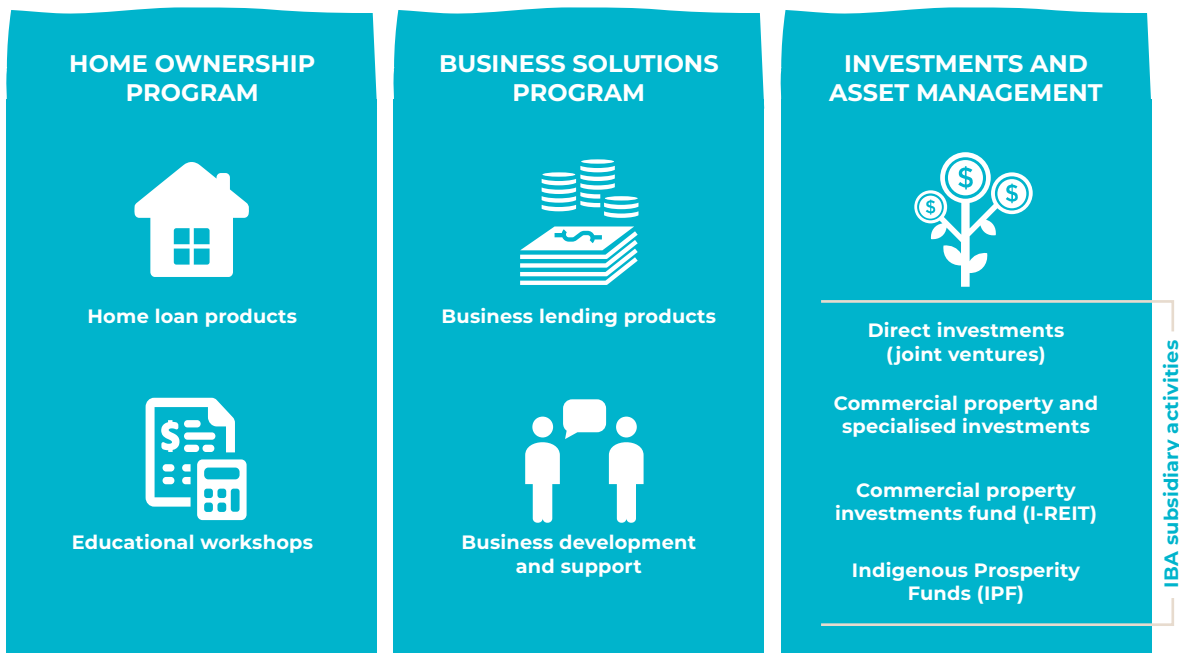 HOME OWNERSHIP
PROGRAM
Home loan products
Educational workshops
BUSINESS SOLUTIONS
PROGRAM
Business lending products
Business development
and support
INVESTMENTS AND
ASSET MANAGEMENT
$
$
$
Direct investments
(joint ventures)
Commercial property and
specialised investments
Commercial property
investments fund (I-REIT)
Indigenous Prosperity
Funds (IPF)
IBA subsidiary activities